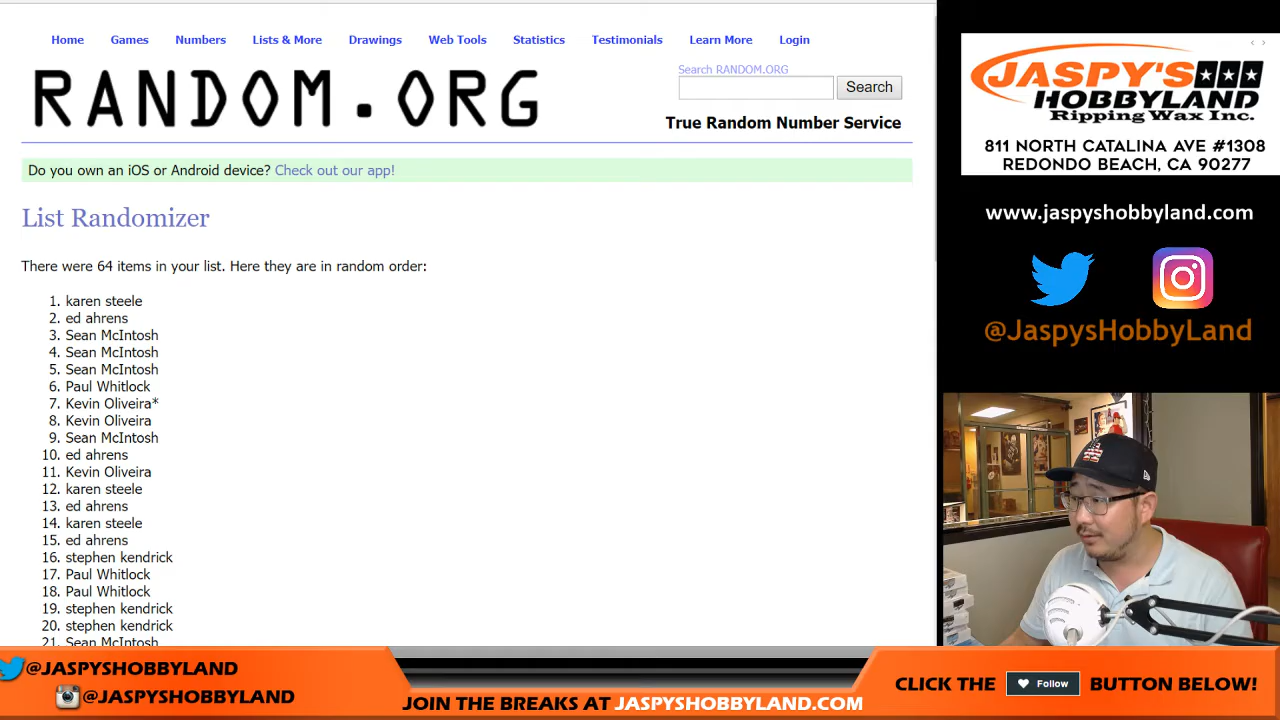 Home Games Numbers Lists & More Drawings Web Tools Statistics Testimonials Learn More Login
RANDOM.ORG
Search RANDOM.ORG
Search
True Random Number Service
Do you own an iOS or Android device? Check out our app!
List Randomizer
There were 64 items in your list. Here they are in random order:
1. karen steele
2. ed ahrens
3. Sean McIntosh
4. Sean McIntosh
5. Sean McIntosh
6. Paul Whitlock
7. Kevin Oliveira*
8. Kevin Oliveira
9. Sean McIntosh
10. ed ahrens
11. Kevin Oliveira
12. karen steele
13. ed ahrens
14. karen steele
15. ed ahrens
16. stephen kendrick
17. Paul Whitlock
18. Paul Whitlock
19. stephen kendrick
20. stephen kendrick
21. Sean McIntosh
JASPY'S
HOBBYLAND
Ripping Wax Inc.
811 NORTH CATALINA AVE #1308
REDONDO BEACH, CA 90277
www.jaspyshobbyland.com
@JaspysHobbyLand
@JASPYSHOBBYLAND
@JASPYSHOBBYLAND
JOIN THE BREAKS AT JASPYSHOBBYLAND.COM
CLICK THE Follow BUTTON BELOW!